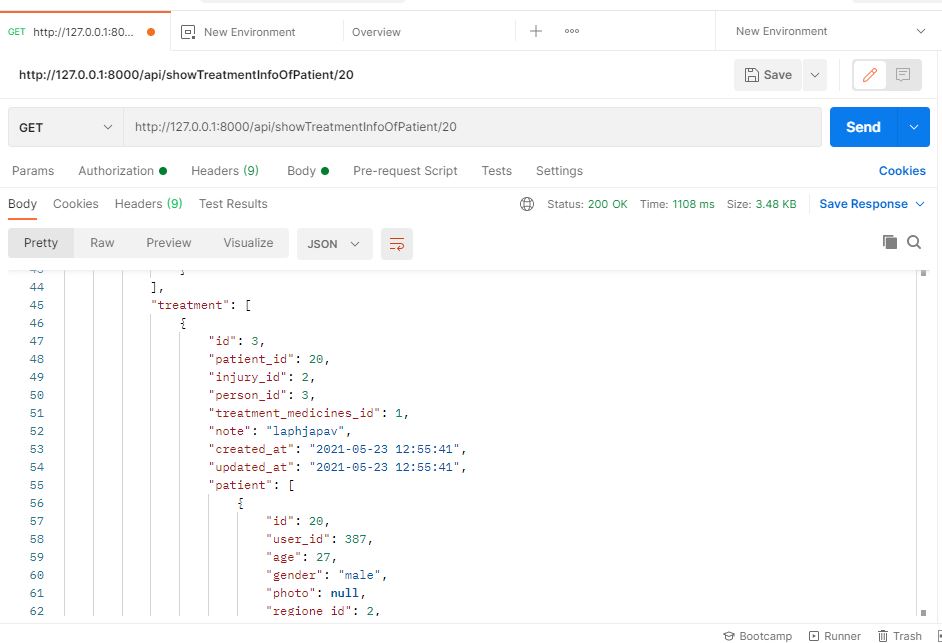 GET http://127.0.0.1:80... New Environment Overview New Environment
http://127.0.0.1:8000/api/showTreatmentInfoOfPatient/20 Save
GET http://127.0.0.1:8000/api/showTreatmentInfoOfPatient/20 Send
Params Authorization Headers (9) Body Pre-request Script Tests Settings Cookies
Body Cookies Headers (9) Test Results Status: 200 OK Time: 1108 ms Size: 3.48 KB Save Response
Pretty Raw Preview Visualize JSON
43 }
44 ],
45 "treatment": [
46 {
47 "id": 3,
48 "patient_id": 20,
49 "injury_id": 2,
50 "person_id": 3,
51 "treatment_medicines_id": 1,
52 "note": "laphjapav",
53 "created_at": "2021-05-23 12:55:41",
54 "updated_at": "2021-05-23 12:55:41",
55 "patient": [
56 {
57 "id": 20,
58 "user_id": 387,
59 "age": 27,
60 "gender": "male",
61 "photo": null,
62 "regione_id": 2,
Bootcamp Runner Trash